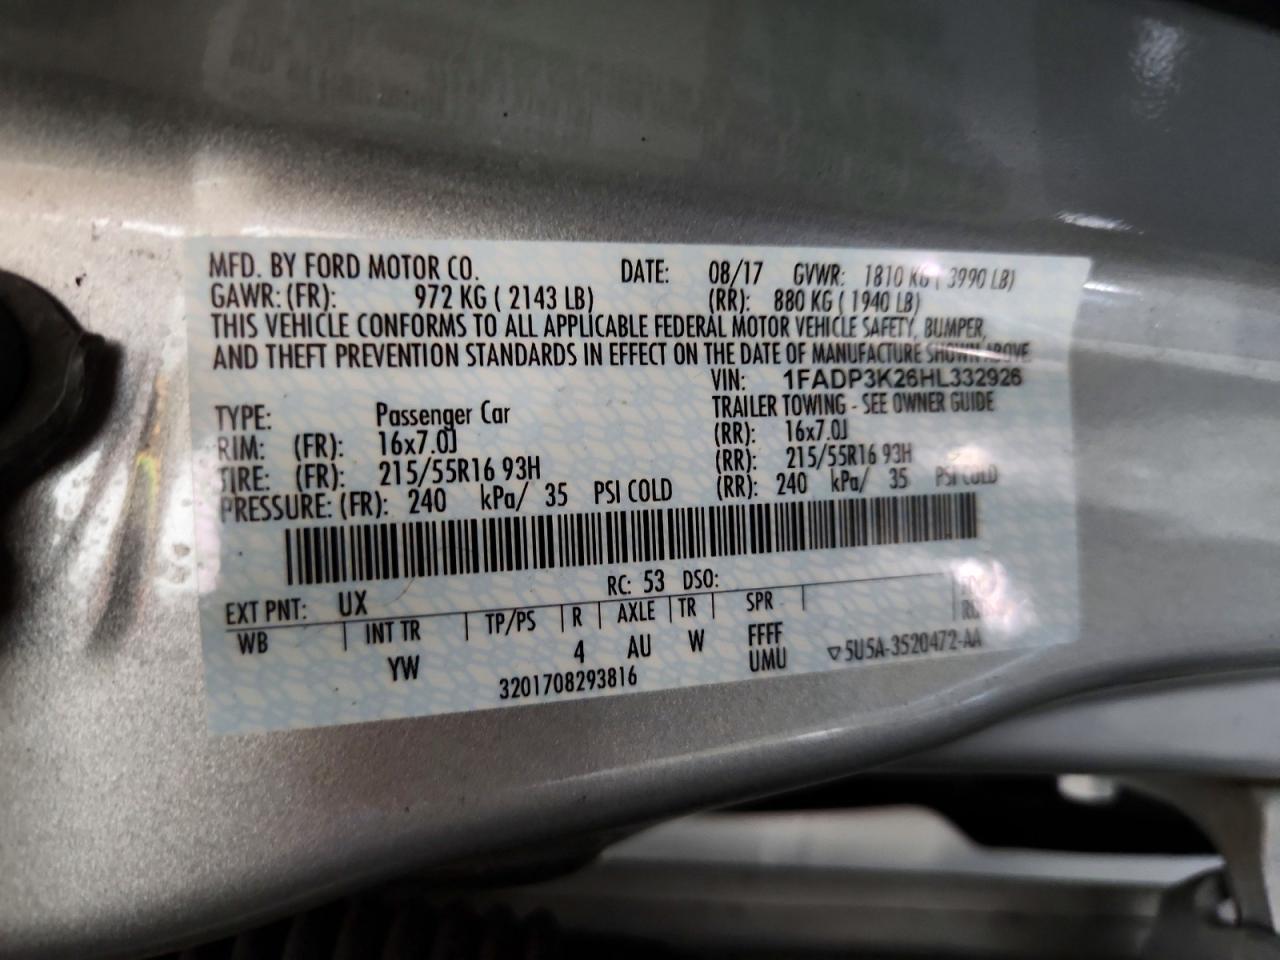 MFD. BY FORD MOTOR CO. DATE: 08/17 GVWR: 1810 KG ( 3990 LB)
GAWR: (FR): 972 KG ( 2143 LB) (RR): 880 KG ( 1940 LB)
THIS VEHICLE CONFORMS TO ALL APPLICABLE FEDERAL MOTOR VEHICLE SAFETY, BUMPER,
AND THEFT PREVENTION STANDARDS IN EFFECT ON THE DATE OF MANUFACTURE SHOWN ABOVE
VIN: 1FADP3K26HL332926
TYPE: Passenger Car TRAILER TOWING - SEE OWNER GUIDE
RIM: (FR): 16x7.0J (RR): 16x7.0J
TIRE: (FR): 215/55R16 93H (RR): 215/55R16 93H
PRESSURE: (FR): 240 kPa/ 35 PSI COLD (RR): 240 kPa/ 35 PSI COLD
EXT PNT: UX RC: 53 DSO:
WB INT TR TP/PS R AXLE TR SPR
YW 4 AU W FFFF
UMU
▽5U5A-3520472-AA
3201708293816